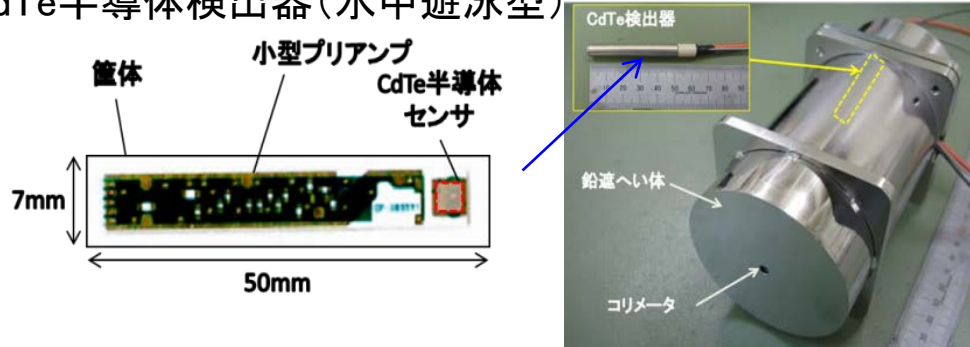 dTe半導体検出器(水中遊泳型)
筐体
小型プリアンプ
CdTe半導体
センサ
7mm
50mm
CdTe検出器
鉛遮へい体
コリメータ